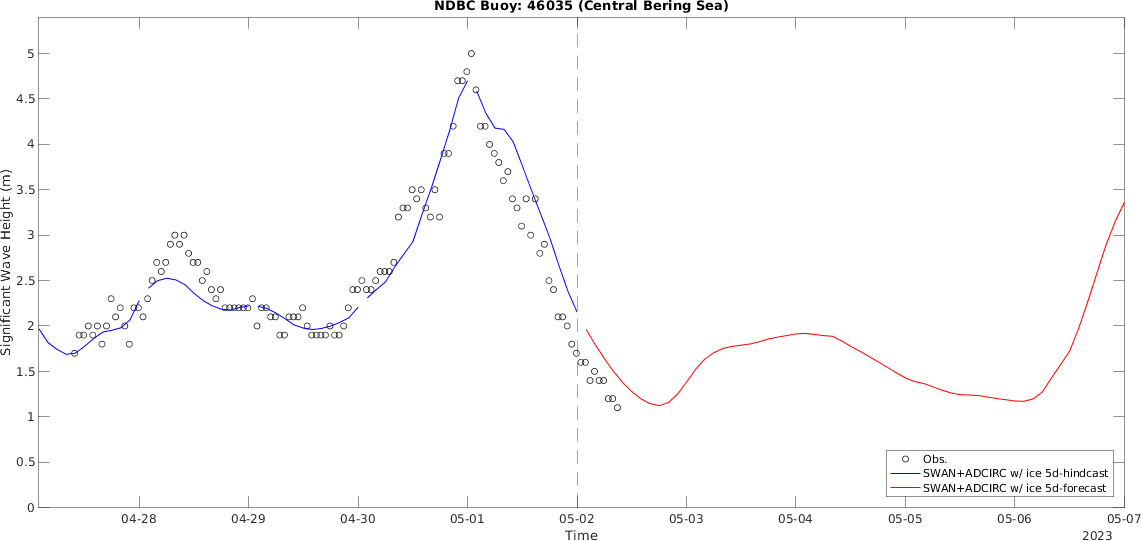 NDBC Buoy: 46035 (Central Bering Sea)
Significant Wave Height (m)
5
4.5
4
3.5
3
2.5
2
1.5
1
0.5
0
Obs.
SWAN+ADCIRC w/ ice 5d-hindcast
SWAN+ADCIRC w/ ice 5d-forecast
04-28 04-29 04-30 05-01 05-02 05-03 05-04 05-05 05-06 05-07
Time
2023